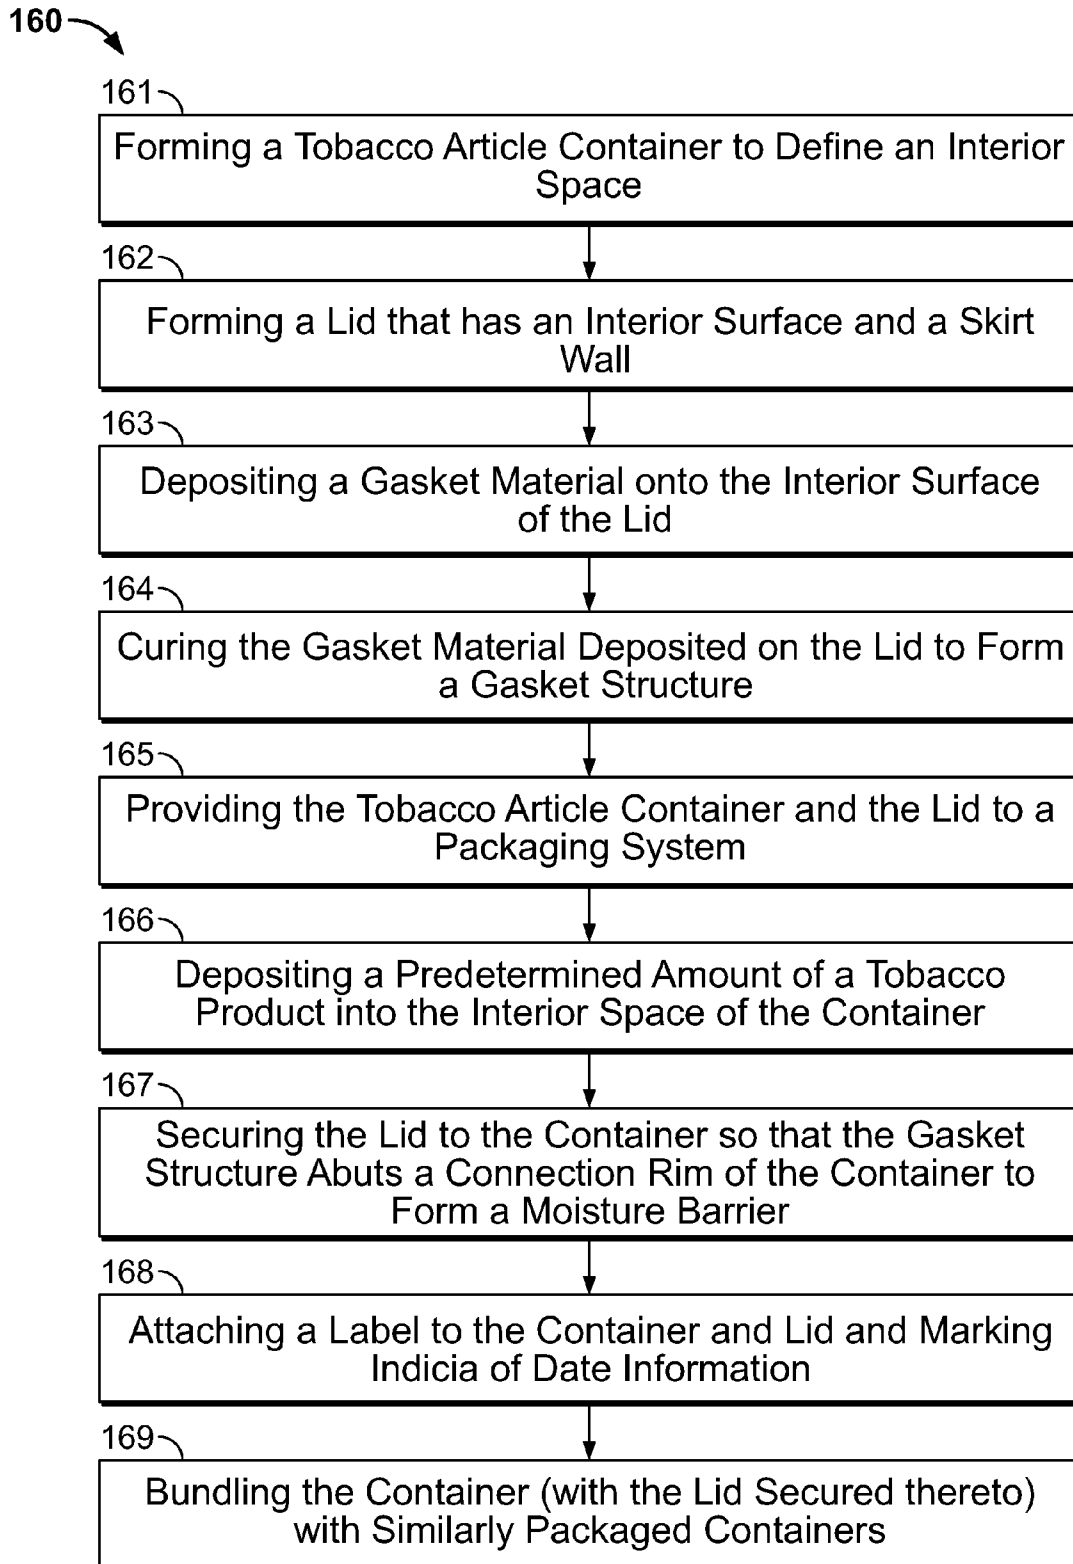 160
161
Forming a Tobacco Article Container to Define an Interior
Space
162
Forming a Lid that has an Interior Surface and a Skirt
Wall
163
Depositing a Gasket Material onto the Interior Surface
of the Lid
164
Curing the Gasket Material Deposited on the Lid to Form
a Gasket Structure
165
Providing the Tobacco Article Container and the Lid to a
Packaging System
166
Depositing a Predetermined Amount of a Tobacco
Product into the Interior Space of the Container
167
Securing the Lid to the Container so that the Gasket
Structure Abuts a Connection Rim of the Container to
Form a Moisture Barrier
168
Attaching a Label to the Container and Lid and Marking
Indicia of Date Information
169
Bundling the Container (with the Lid Secured thereto)
with Similarly Packaged Containers